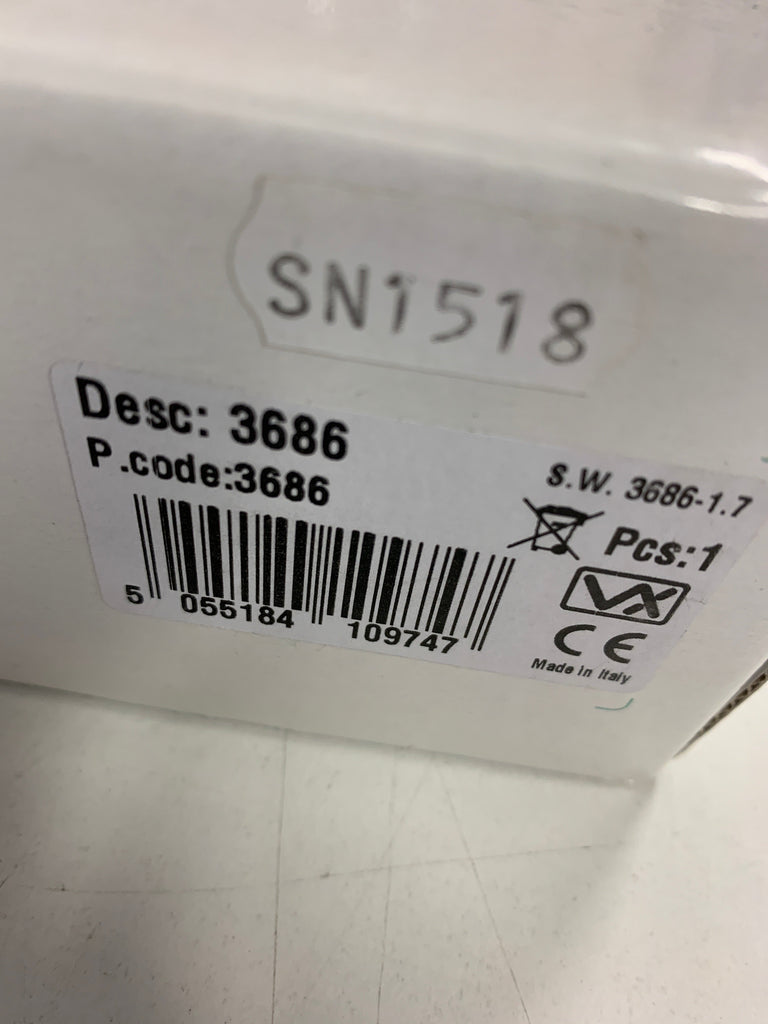 SN1518
Desc: 3686
P.code:3686
S.W. 3686-1.7
Pcs:1
VX
CE
Made in Italy
5 055184 109747